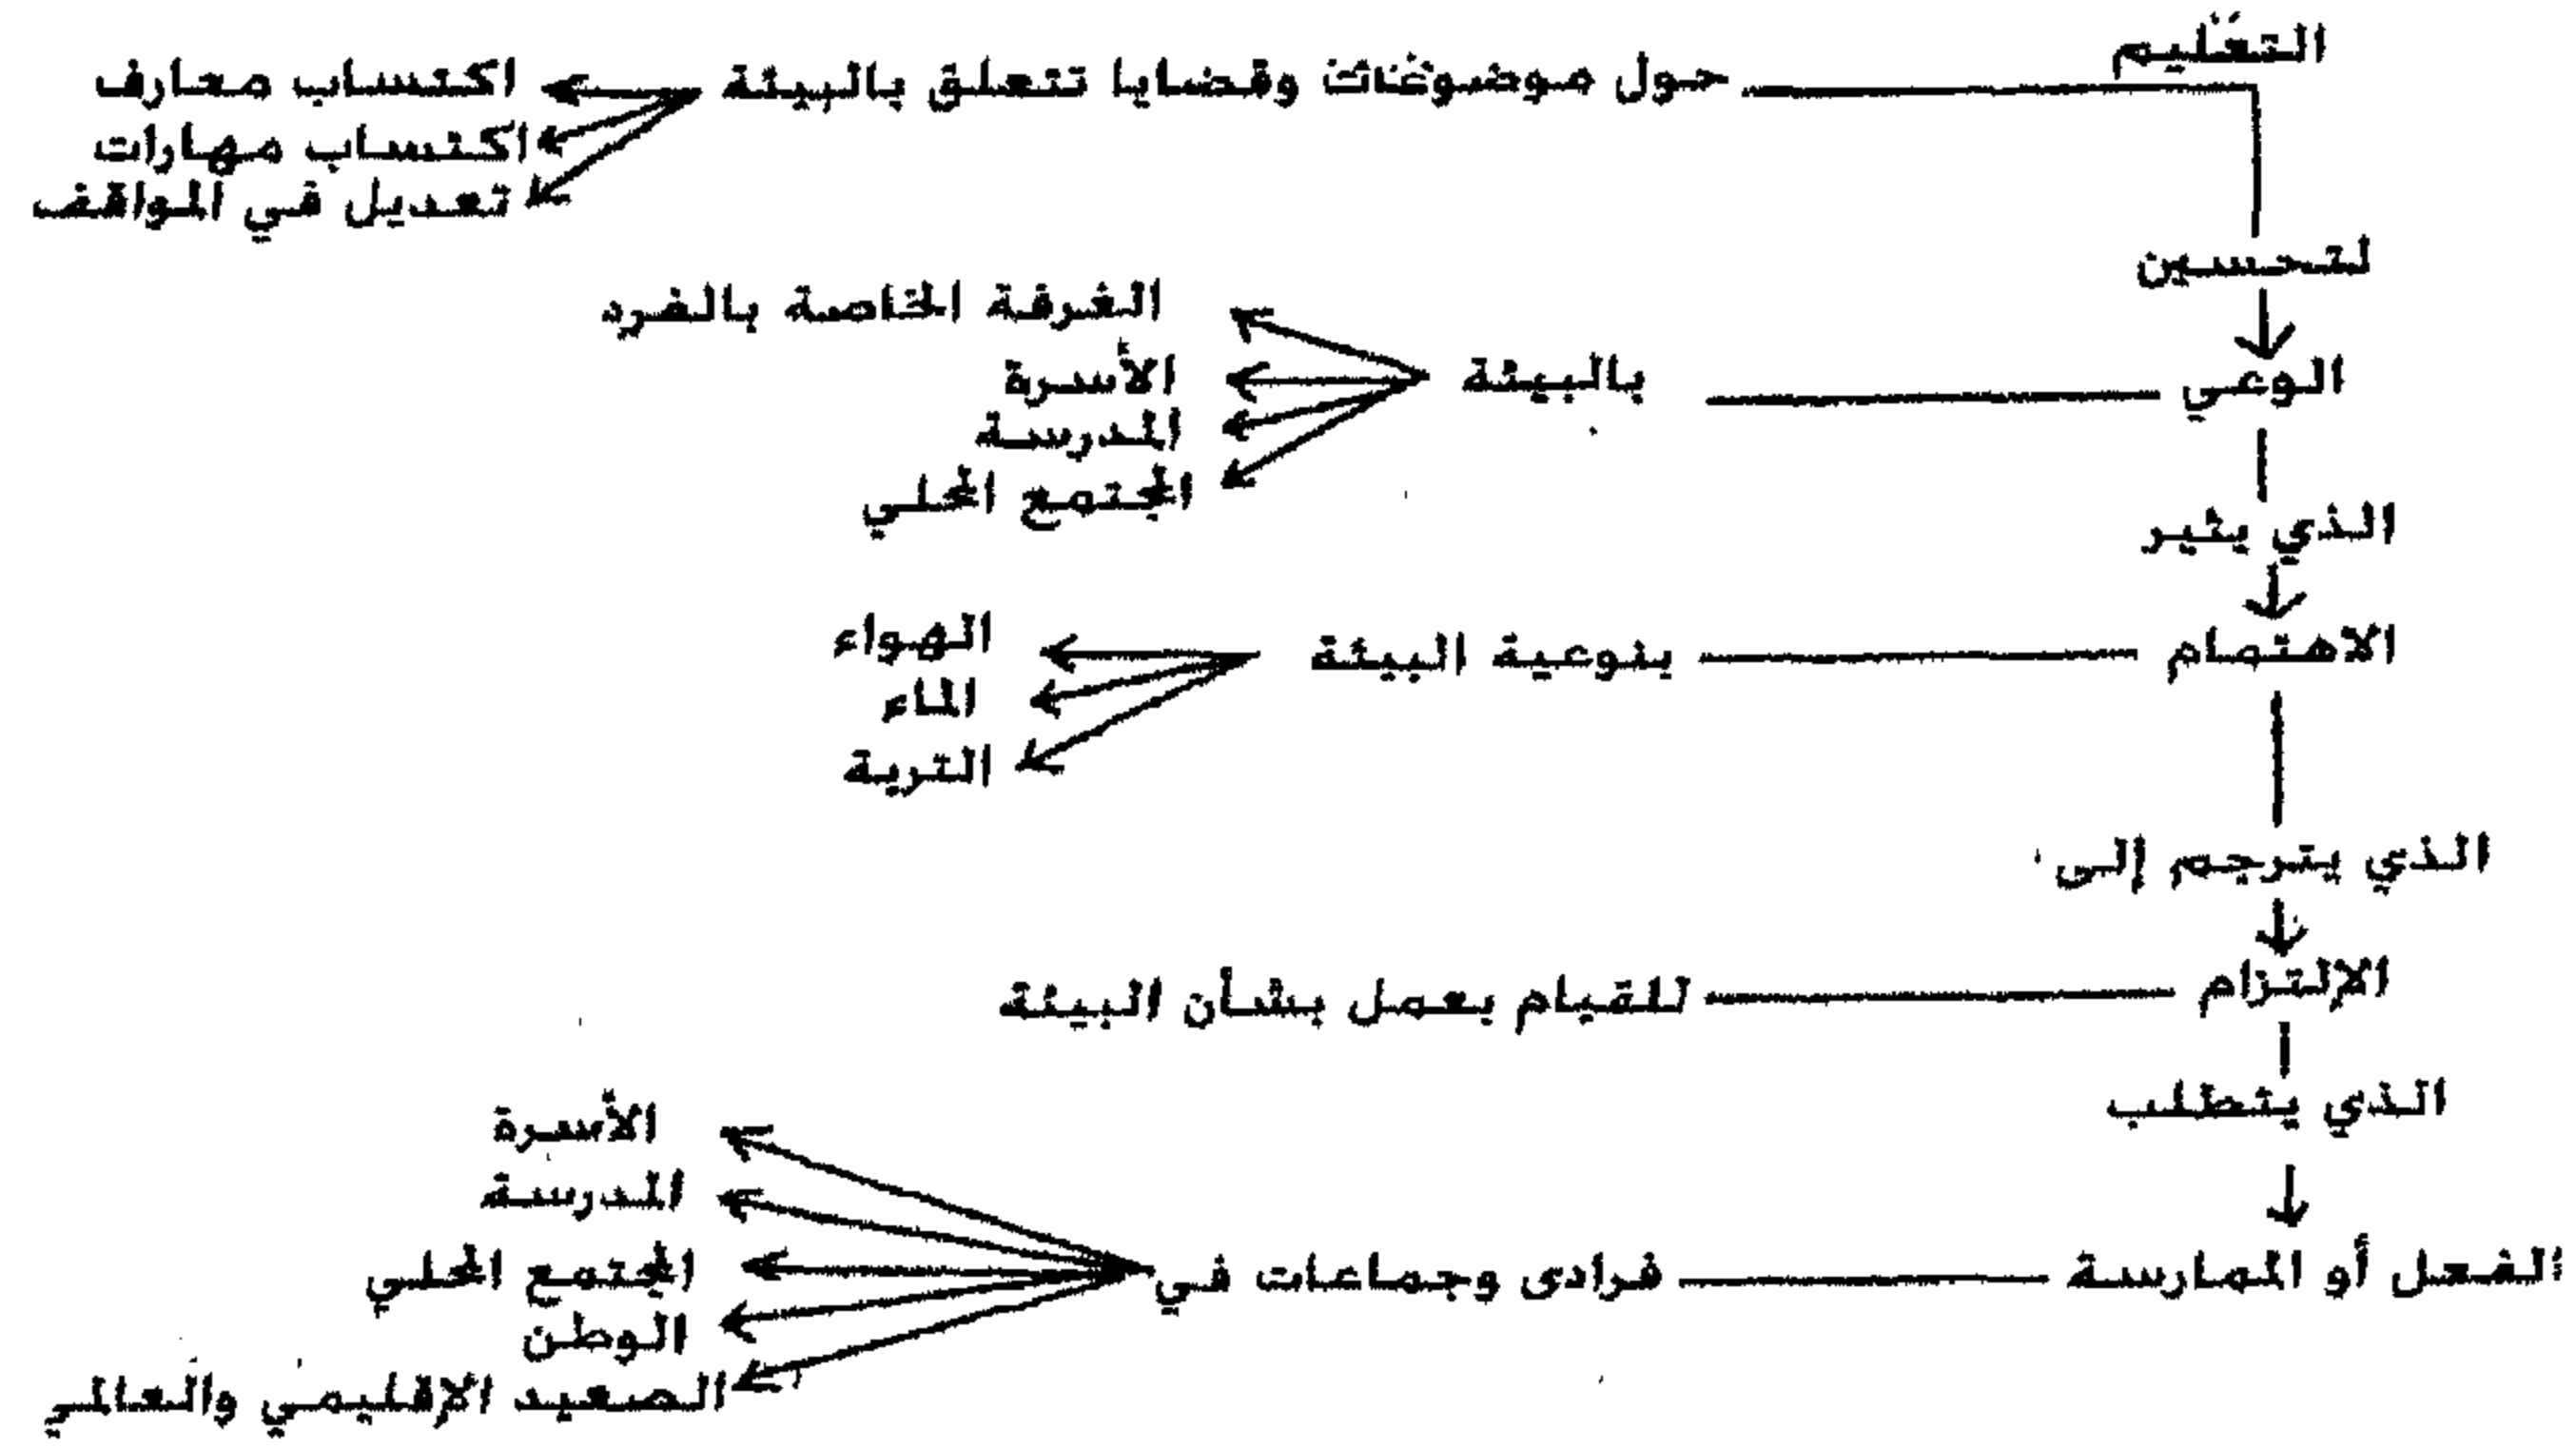 التعليم
حول موضوعات وقضايا تتعلق بالبيئة
اكتساب معارف
اكتساب مهارات
تعديل في المواقف
لتحسين
الوعي
بالبيئة
الغرفة الخاصة بالفرد
الأسرة
المدرسة
المجتمع المحلي
الذي يثير
الاهتمام
بنوعية البيئة
الهواء
الماء
التربة
الذي يترجم إلى
الإلتزام
للقيام بعمل بشأن البيئة
الذي يتطلب
الفعل أو الممارسة
فرادى وجماعات في
الأسرة
المدرسة
المجتمع المحلي
الوطن
الصعيد الإقليمي والعالمي